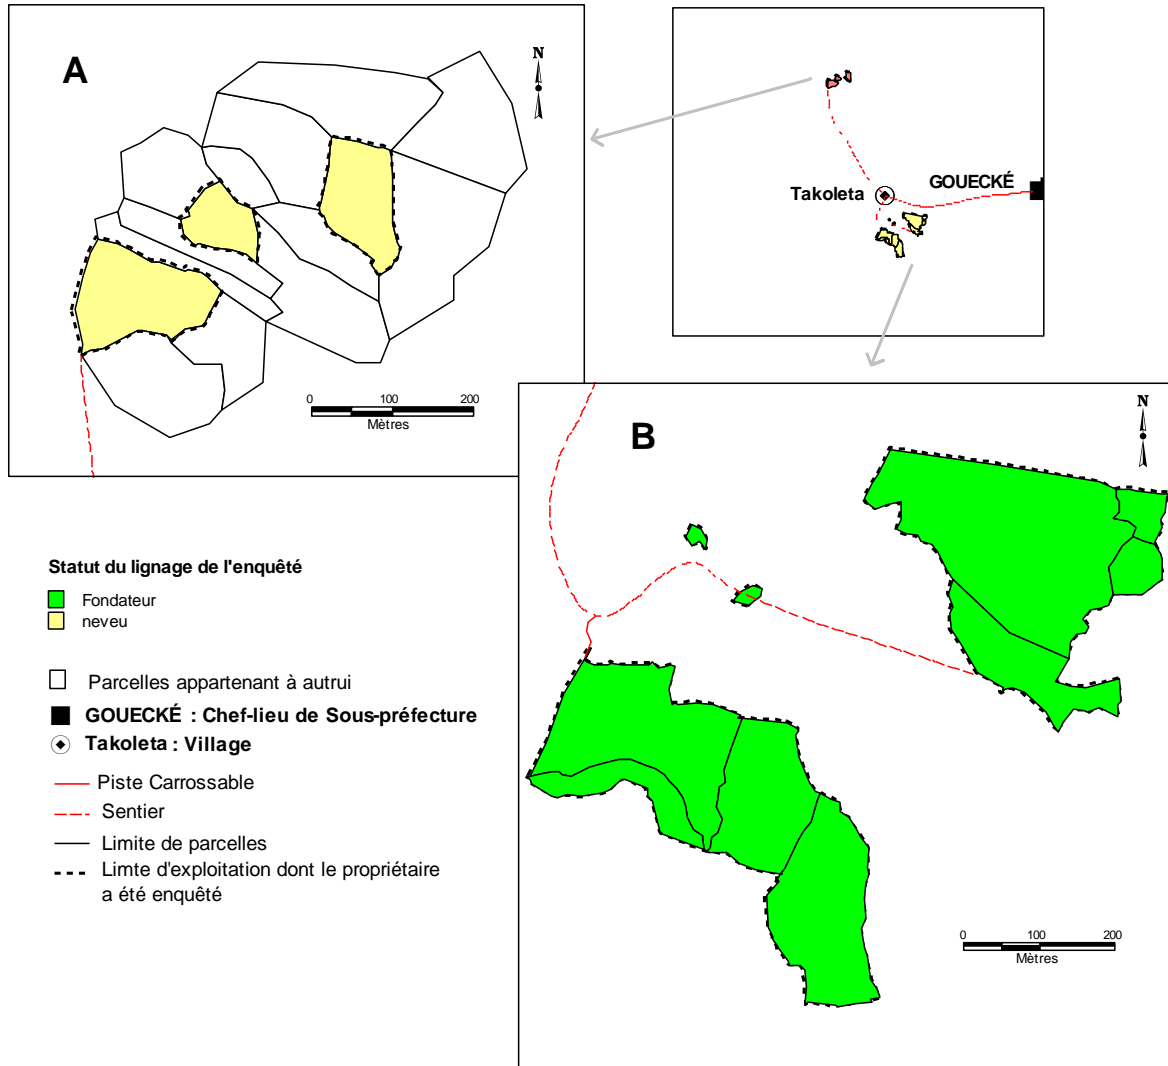 A
N
0 100 200
Mètres
N
Takoleta
GOUECKÉ
B
N
0 100 200
Mètres
Statut du lignage de l'enquêté
Fondateur
neveu
Parcelles appartenant à autrui
GOUECKÉ : Chef-lieu de Sous-préfecture
Takoleta : Village
Piste Carrossable
Sentier
Limite de parcelles
Limte d'exploitation dont le propriétaire
a été enquêté